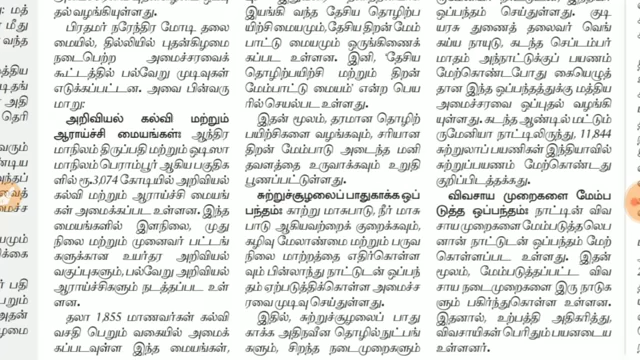 தல்வழங்கியுள்ளது.
பிரதமர் நரேந்திர மோடி தலை
மையில், தில்லியில் புதன்கிழமை
நடைபெற்ற அமைச்சரவைக்
கூட்டத்தில் பல்வேறு முடிவுகள்
எடுக்கப்பட்டன. அவை பின்வரு
மாறு:
அறிவியல் கல்வி மற்றும்
ஆராய்ச்சி மையங்கள்: ஆந்திர
மாநிலம் திருப்பதி மற்றும் ஒடிஸா
மாநிலம் பெராம்பூர் ஆகிய பகுதிக
ளில் ரூ.3,074 கோடியில் அறிவியல்
கல்வி மற்றும் ஆராய்ச்சி மையங்
கள் அமைக்கப்பட உள்ளன. இந்த
மையங்களில் இளநிலை, முது
நிலை மற்றும் முனைவர் பட்டங்
களுக்கான உயர்தர அறிவியல்
வகுப்புகளும், பல்வேறு அறிவியல்
ஆராய்ச்சிகளும் நடத்தப்பட உள்
ளன.
தலா 1,855 மாணவர்கள் கல்வி
வசதி பெறும் வகையில் அமைக்
கப்படவுள்ள இந்த மையங்கள்,
இயங்கி வந்த தேசிய தொழிற்ப
யிற்சி மையமும், தேசிய திறன் மேம்
பாட்டு மையமும் ஒருங்கிணைக்
கப்பட உள்ளன. இனி, 'தேசிய
தொழிற்பயிற்சி மற்றும் திறன்
மேம்பாட்டு மையம்' என்ற பெய
ரில் செயல்பட உள்ளது.
இதன் மூலம், தரமான தொழிற்
பயிற்சிகளை வழங்கவும், சரியான
திறன் மேம்பாடு அடைந்த மனி
தவளத்தை உருவாக்கவும் உறுதி
பூணப்பட்டுள்ளது.
சுற்றுச்சூழலைப் பாதுகாக்க ஒப்
பந்தம்: காற்று மாசுபாடு, நீர் மாசு
பாடு ஆகியவற்றைக் குறைக்கவும்,
கழிவு மேலாண்மை மற்றும் பருவ
நிலை மாற்றத்தை எதிர்கொள்ள
வும் பின்லாந்து நாட்டுடன் ஒப்பந்
தம் ஏற்படுத்திக்கொள்ள அமைச்ச
ரவை முடிவு செய்துள்ளது.
இதில், சுற்றுச்சூழலைப் பாது
காக்க அதிநவீன தொழில்நுட்பங்
களும், சிறந்த நடைமுறைகளும்
ஒப்பந்தம் செய்துள்ளது. குடி
யரசு துணைத் தலைவர் வெங்
கய்ய நாயுடு, கடந்த செப்டம்பர்
மாதம் அந்நாட்டுக்குப் பயணம்
மேற்கொண்டபோது கையெழுத்
தான இந்த ஒப்பந்தத்துக்கு மத்திய
அமைச்சரவை ஒப்புதல் வழங்கி
யுள்ளது. கடந்த ஆண்டில் மட்டும்
ருமேனியா நாட்டிலிருந்து, 11,844
சுற்றுலாப் பயணிகள் இந்தியாவில்
சுற்றுப்பயணம் மேற்கொண்டது
குறிப்பிடத்தக்கது.
விவசாய முறைகளை மேம்ப
டுத்த ஒப்பந்தம்: நாட்டின் விவ
சாய முறைகளை மேம்படுத்த லெப
னான் நாட்டுடன் ஒப்பந்தம் மேற்
கொள்ளப்பட உள்ளது. இதன்
மூலம், மேம்படுத்தப்பட்ட விவ
சாய நடைமுறைகளை இரு நாடுக
ளும் பகிர்ந்துகொள்ள உள்ளன.
இதனால், உற்பத்தி அதிகரித்து,
விவசாயிகள் பெரிதும் பயனடைய
உள்ளனர்.